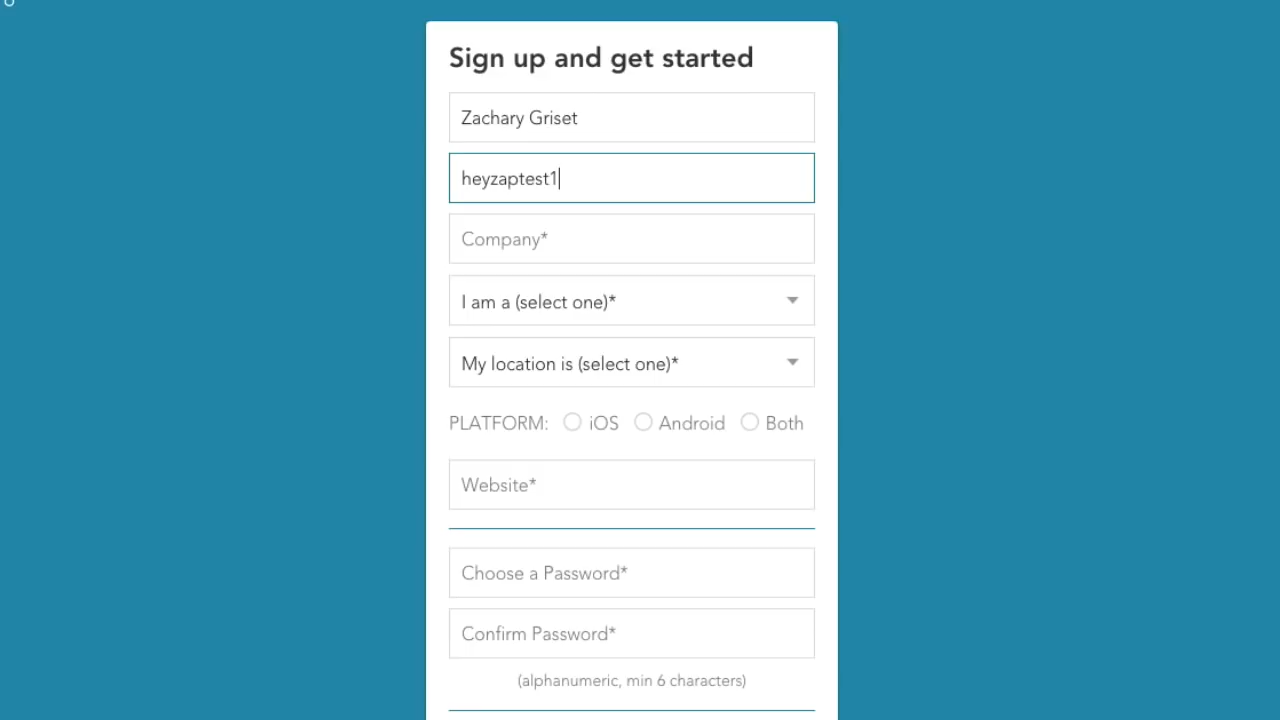 Sign up and get started
Zachary Griset
heyzaptest1
Company*
I am a (select one)*
My location is (select one)*
PLATFORM: iOS Android Both
Website*
Choose a Password*
Confirm Password*
(alphanumeric, min 6 characters)